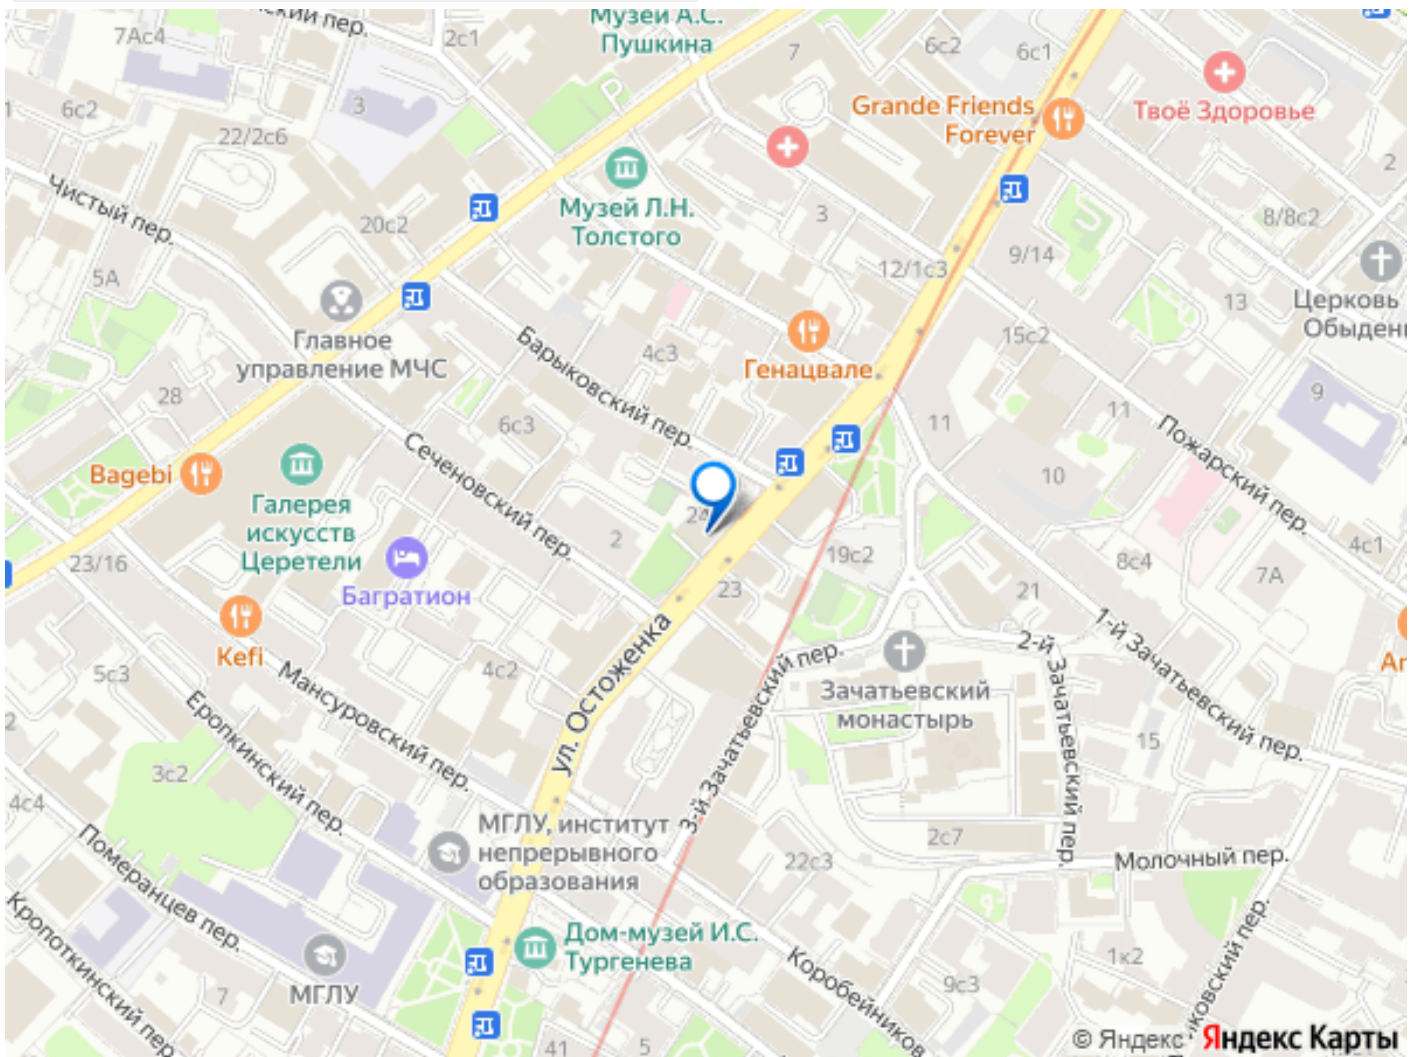 7Ас4
2с1
Музей А.С.
Пушкина
7
6с2
6с1
Твоё Здоровье
Grande Friends
Forever
6с2
3
22/2с6
2
Чистый пер.
20с2
Музей Л.Н.
Толстого
3
8/8с2
5А
12/1с3
9/14
13
Церковь
Главное
управление МЧС
Барыковский пер.
4с3
Генацвале
15с2
28
6с3
11
11
9
Bagebi
Сеченовский пер.
10
Пожарский пер.
Галерея
искусств
Церетели
2
19с2
8с4
4с1
7А
23/16
Багратион
23
21
Kefi
ул. Остоженка
1-й Зачатьевский пер.
2-й Зачатьевский пер.
5с3
4с2
Зачатьевский
монастырь
Мансуровский пер.
3-й Зачатьевский пер.
15
Еропкинский пер.
3с2
4с4
МГЛУ, институт
непрерывного
образования
2с7
22с3
Молочный пер.
Померанцев пер.
Кропоткинский пер.
Дом-музей И.С.
Тургенева
1к2
МГЛУ
7
9с3
41
5
© Яндекс
Яндекс Карты